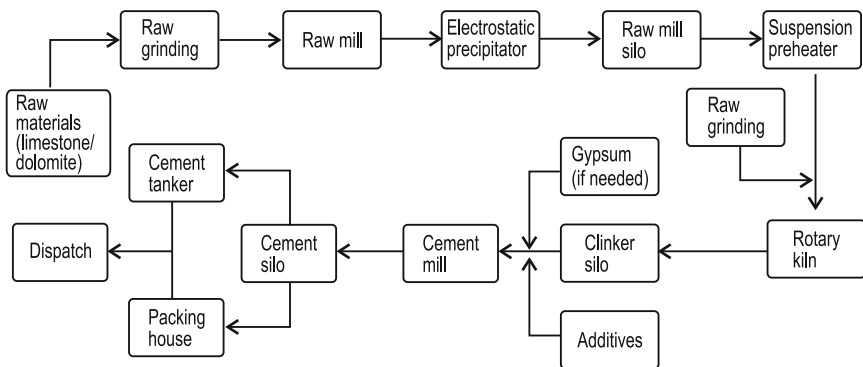 Raw
grinding
Raw mill
Electrostatic
precipitator
Raw mill
silo
Suspension
preheater
Raw
materials
(limestone/
dolomite)
Raw
grinding
Cement
tanker
Gypsum
(if needed)
Dispatch
Cement
silo
Cement
mill
Clinker
silo
Rotary
kiln
Packing
house
Additives